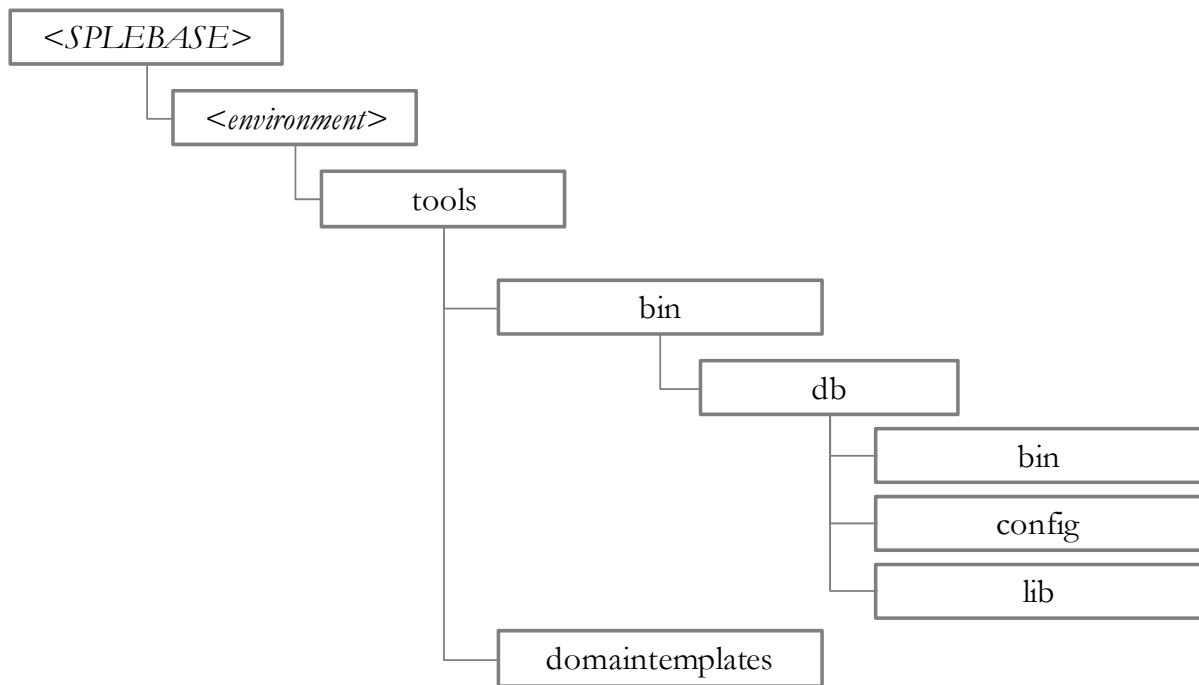 <SPLEBASE>
<environment>
tools
bin
db
bin
config
lib
domaintemplates